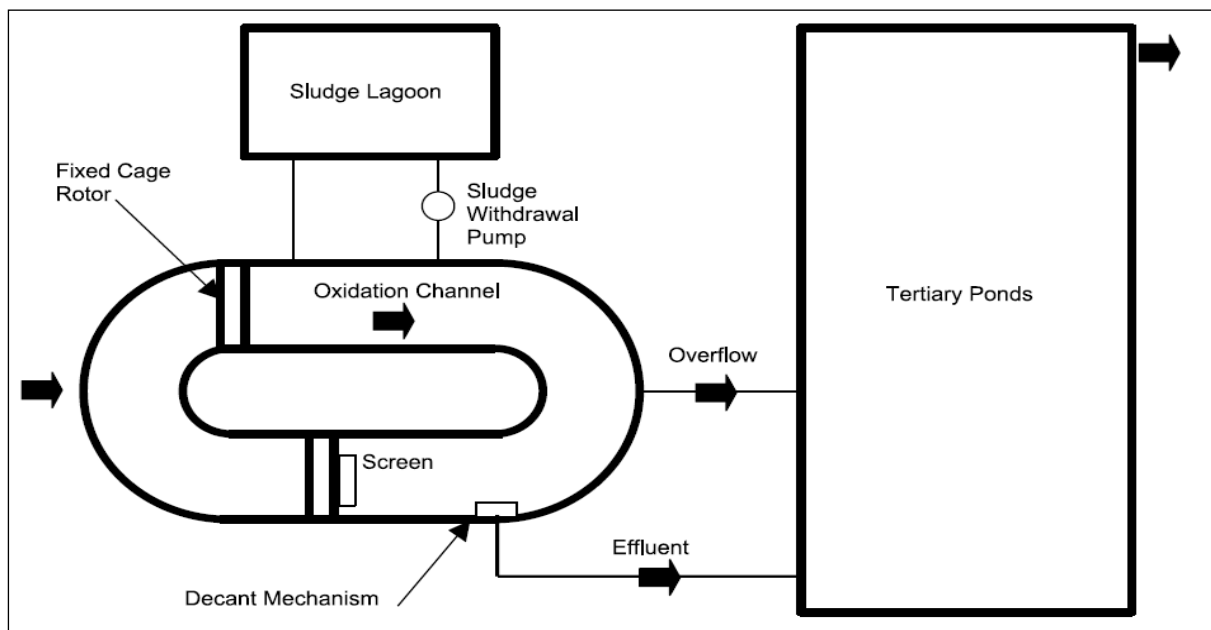 Sludge Lagoon
Fixed Cage
Rotor
Sludge
Withdrawal
Pump
Oxidation Channel
Tertiary Ponds
Overflow
Screen
Effluent
Decant Mechanism